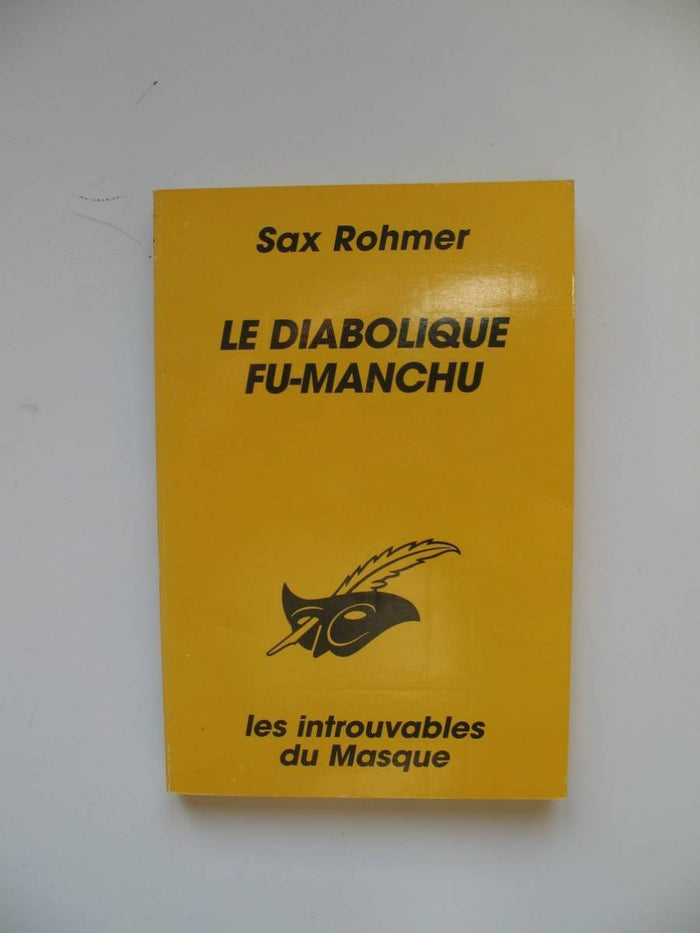 Sax Rohmer
LE DIABOLIQUE
FU-MANCHU
les introuvables
du Masque